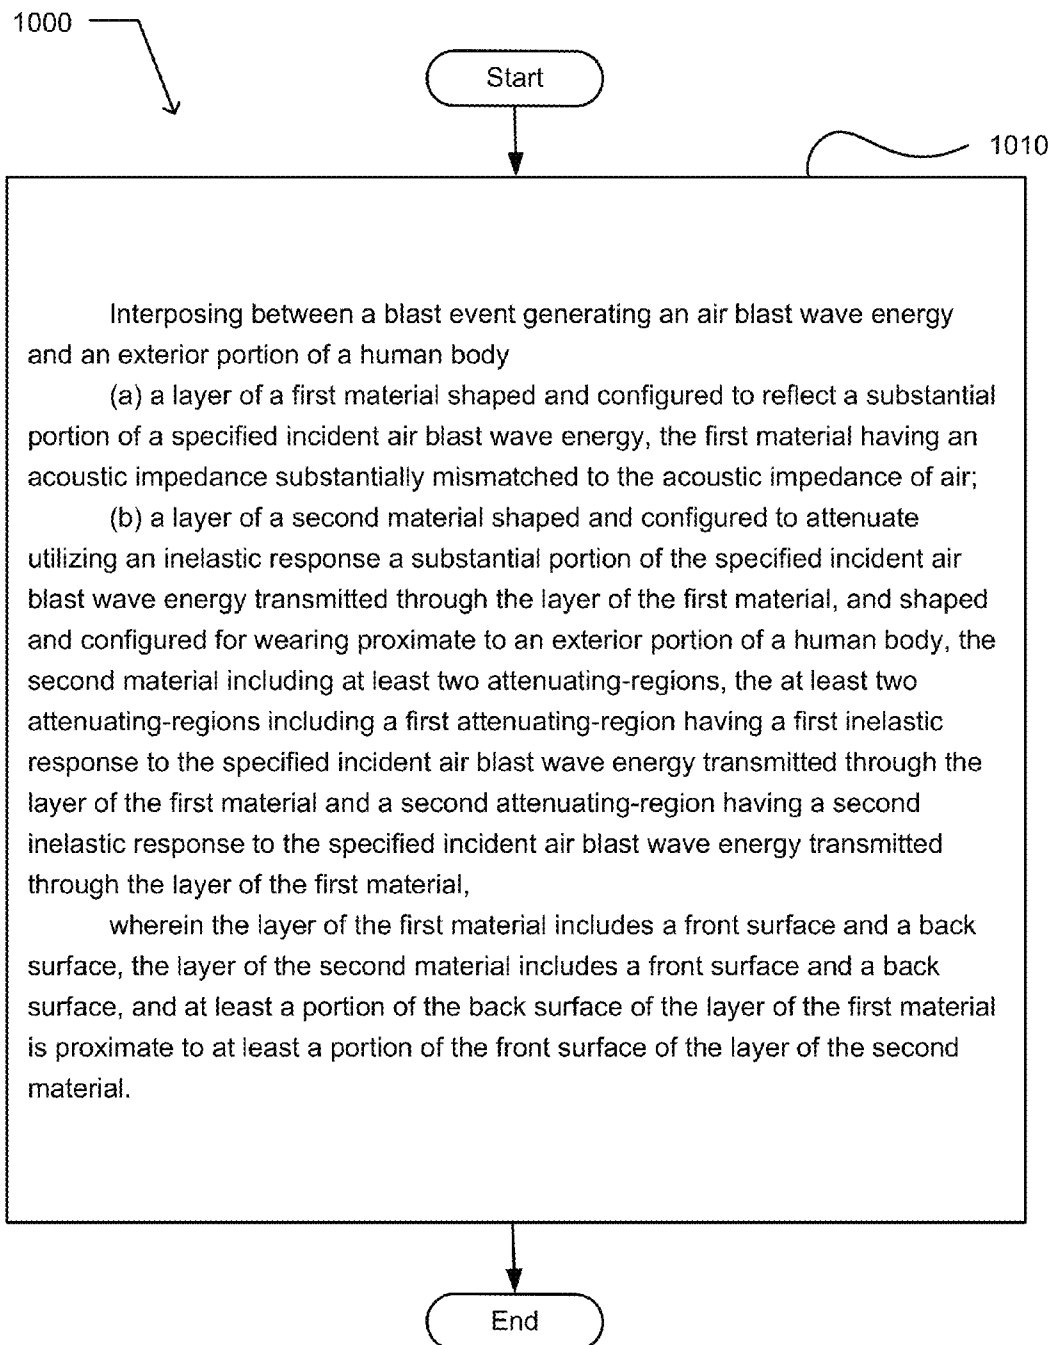 1000
Start
1010
Interposing between a blast event generating an air blast wave energy
and an exterior portion of a human body
(a) a layer of a first material shaped and configured to reflect a substantial
portion of a specified incident air blast wave energy, the first material having an
acoustic impedance substantially mismatched to the acoustic impedance of air;
(b) a layer of a second material shaped and configured to attenuate
utilizing an inelastic response a substantial portion of the specified incident air
blast wave energy transmitted through the layer of the first material, and shaped
and configured for wearing proximate to an exterior portion of a human body, the
second material including at least two attenuating-regions, the at least two
attenuating-regions including a first attenuating-region having a first inelastic
response to the specified incident air blast wave energy transmitted through the
layer of the first material and a second attenuating-region having a second
inelastic response to the specified incident air blast wave energy transmitted
through the layer of the first material,
wherein the layer of the first material includes a front surface and a back
surface, the layer of the second material includes a front surface and a back
surface, and at least a portion of the back surface of the layer of the first material
is proximate to at least a portion of the front surface of the layer of the second
material.
End